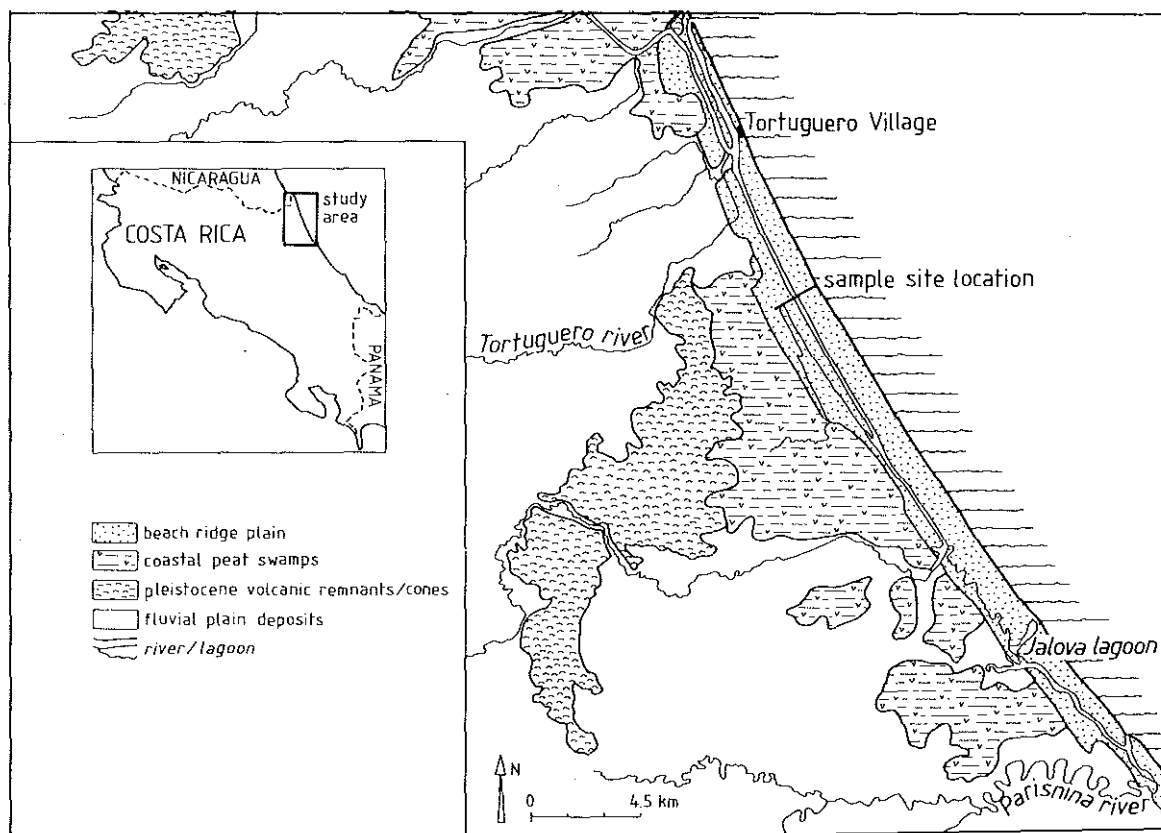 Tortuguero Village
NICARAGUA
study
area
COSTA RICA
PANAMA
sample site location
Tortuguero river
beach ridge plain
coastal peat swamps
pleistocene volcanic remnants/cones
fluvial plain deposits
river/lagoon
Jalova lagoon
N
0 4.5 km
parisnina river